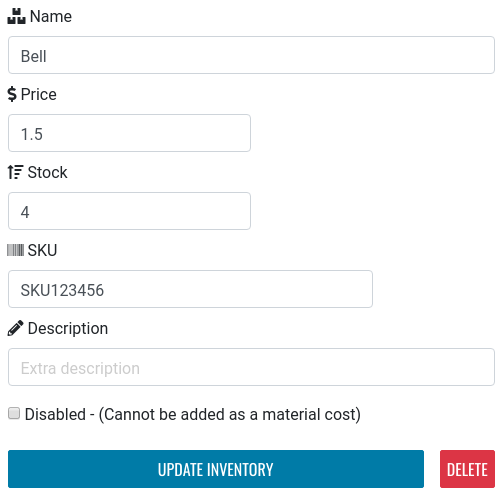 Name
Bell
Price
1.5
Stock
4
SKU
SKU123456
Description
Extra description
Disabled - (Cannot be added as a material cost)
UPDATE INVENTORY DELETE